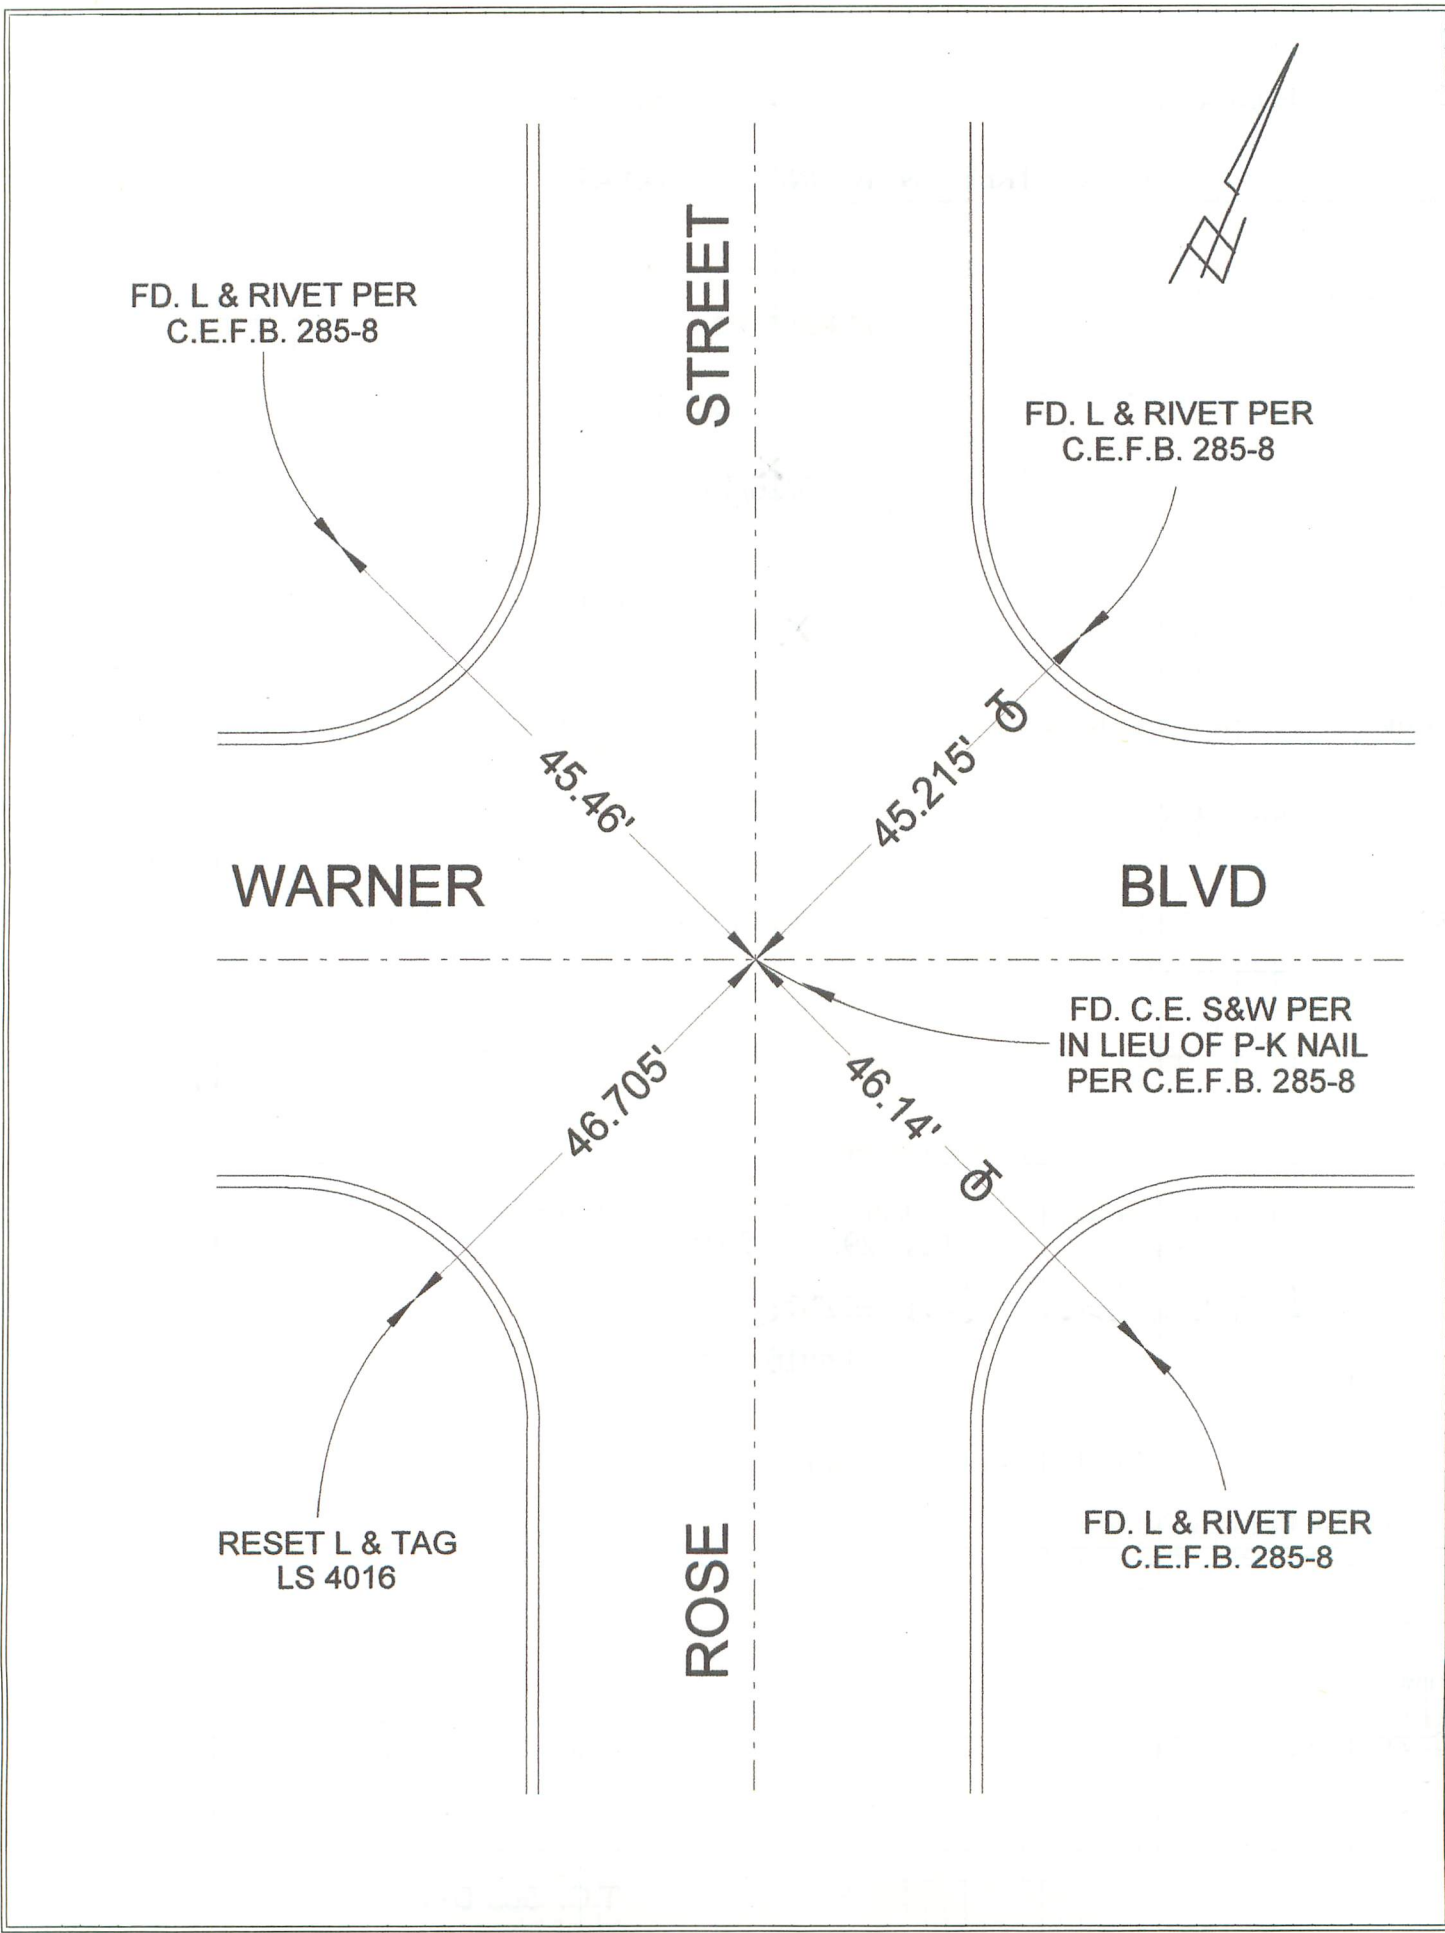 STREET
FD. L & RIVET PER
C.E.F.B. 285-8
FD. L & RIVET PER
C.E.F.B. 285-8
45.46'
45.215'
WARNER
BLVD
FD. C.E. S&W PER
IN LIEU OF P-K NAIL
PER C.E.F.B. 285-8
46.705'
46.14'
RESET L & TAG
LS 4016
FD. L & RIVET PER
C.E.F.B. 285-8
ROSE